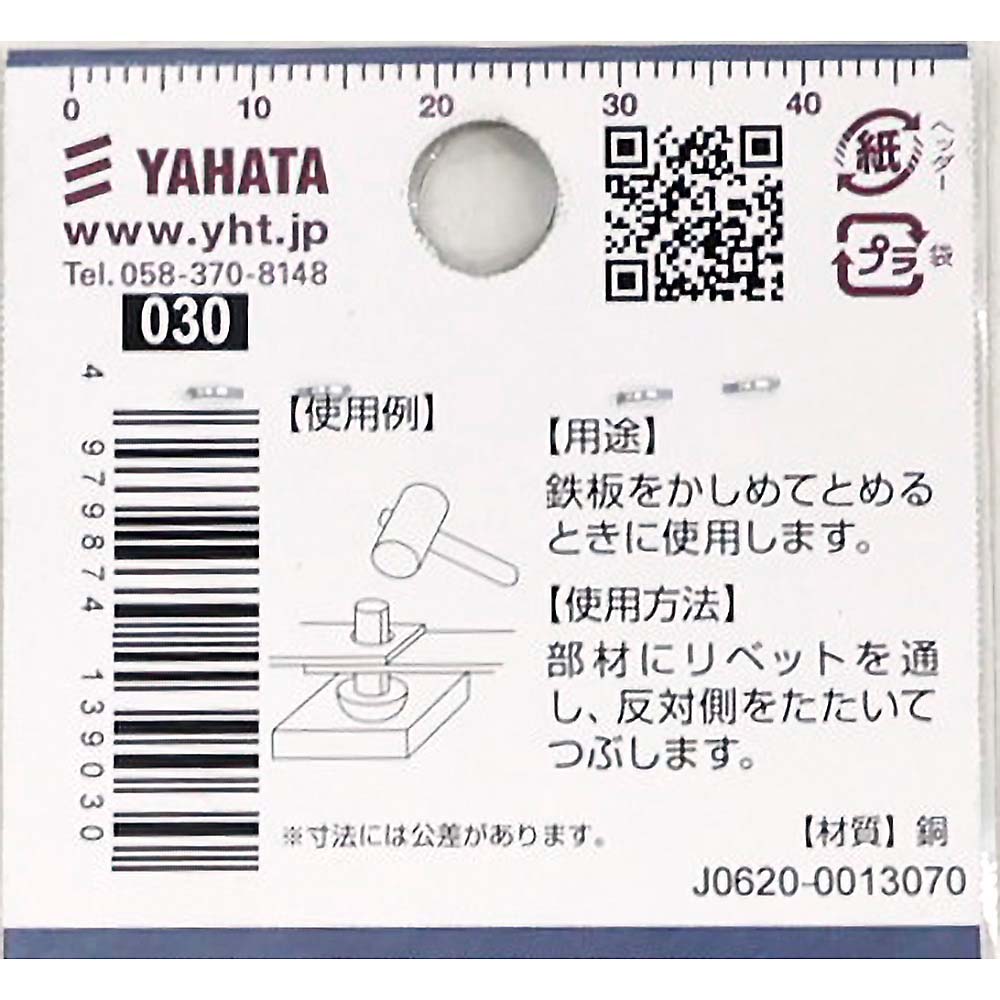 0 10 20 30 40
YAHATA
www.yht.jp
Tel.058-370-8148
030
紙
ヘッダー
プラ
袋
4 979874 139030
【使用例】
【用途】
鉄板をかしめてとめる
ときに使用します。
【使用方法】
部材にリベットを通
し、反対側をたたいて
つぶします。
※寸法には公差があります。
【材質】銅
J0620-0013070